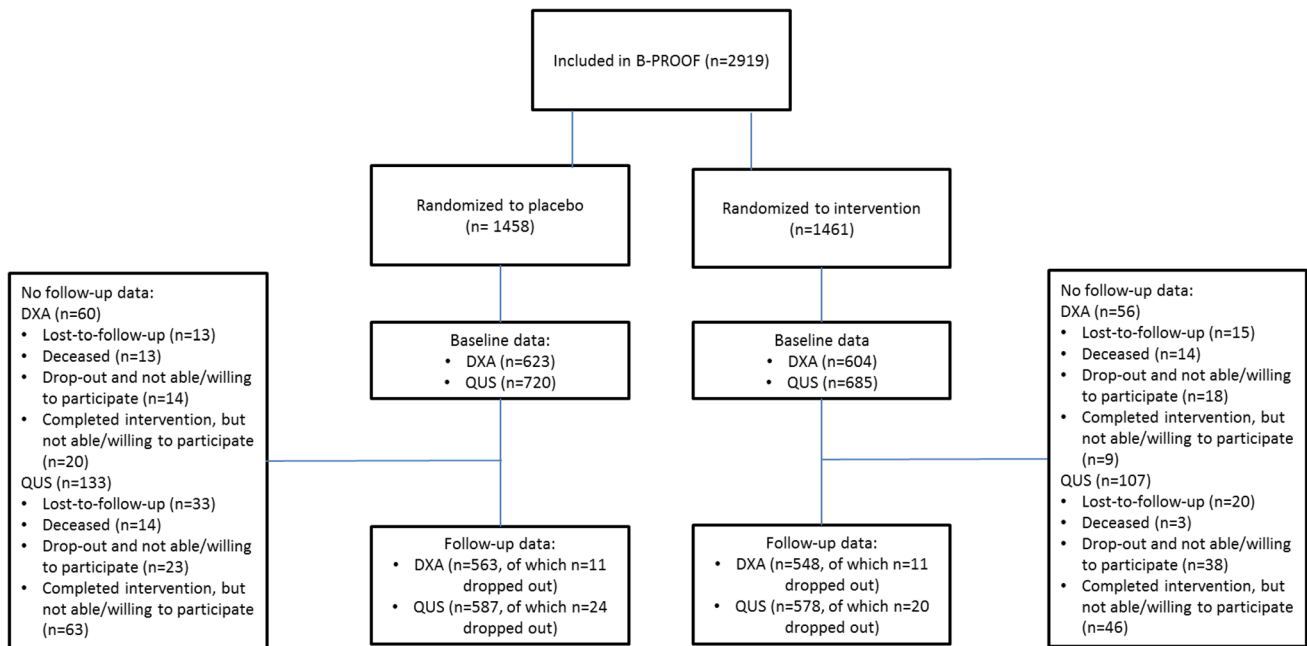 Included in B-PROOF (n=2919)
Randomized to placebo
(n= 1458)
Randomized to intervention
(n=1461)
No follow-up data:
DXA (n=60)
• Lost-to-follow-up (n=13)
• Deceased (n=13)
• Drop-out and not able/willing
to participate (n=14)
• Completed intervention, but
not able/willing to participate
(n=20)
QUS (n=133)
• Lost-to-follow-up (n=33)
• Deceased (n=14)
• Drop-out and not able/willing
to participate (n=23)
• Completed intervention, but
not able/willing to participate
(n=63)
Baseline data:
• DXA (n=623)
• QUS (n=720)
Baseline data
• DXA (n=604)
• QUS (n=685)
No follow-up data:
DXA (n=56)
• Lost-to-follow-up (n=15)
• Deceased (n=14)
• Drop-out and not able/willing
to participate (n=18)
• Completed intervention, but
not able/willing to participate
(n=9)
QUS (n=107)
• Lost-to-follow-up (n=20)
• Deceased (n=3)
• Drop-out and not able/willing
to participate (n=38)
• Completed intervention, but
not able/willing to participate
(n=46)
Follow-up data:
• DXA (n=563, of which n=11
dropped out)
• QUS (n=587, of which n=24
dropped out)
Follow-up data:
• DXA (n=548, of which n=11
dropped out)
• QUS (n=578, of which n=20
dropped out)